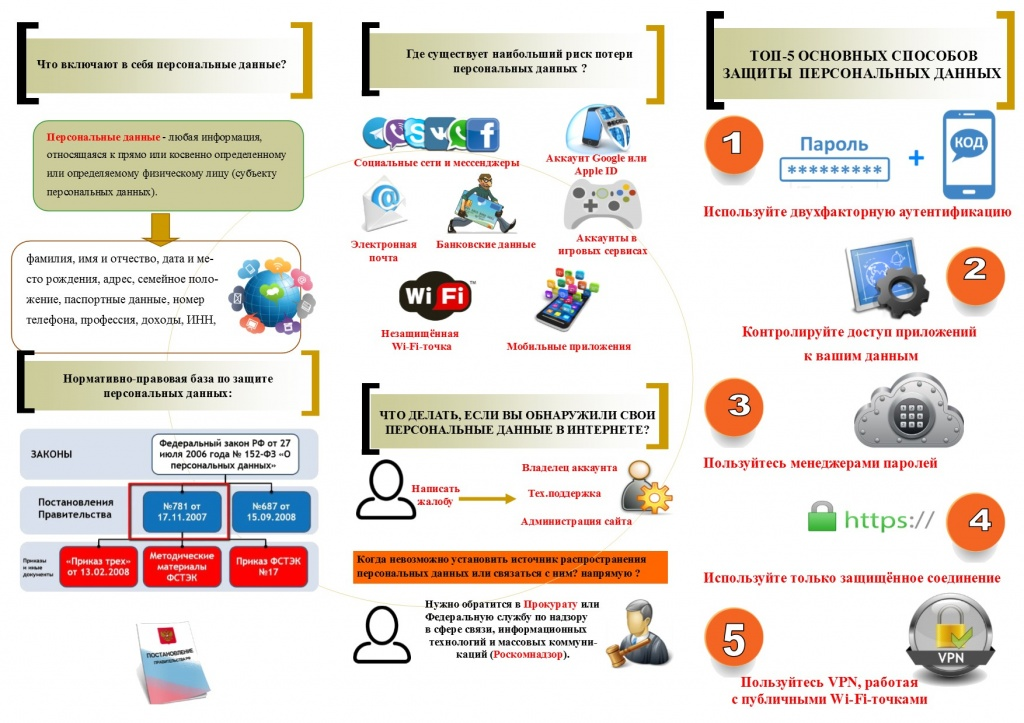 Что включают в себя персональные данные?
Персональные данные - любая информация,
относящаяся к прямо или косвенно определенному
или определяемому физическому лицу (субъекту
персональных данных).
фамилия, имя и отчество, дата и ме-
сто рождения, адрес, семейное поло-
жение, паспортные данные, номер
телефона, профессия, доходы, ИНН,
Нормативно-правовая база по защите
персональных данных:
ЗАКОНЫ
Федеральный закон РФ от 27
июля 2006 года № 152-ФЗ «О
персональных данных»
Постановления
Правительства
№781 от
17.11.2007
№687 от
15.09.2008
Приказы
и иные
документы
«Приказ трех»
от 13.02.2008
Методические
материалы
ФСТЭК
Приказ ФСТЭК
№17
ПОСТАНОВЛЕНИЕ
ПРАВИТЕЛЬСТВА РФ
Где существует наибольший риск потери
персональных данных ?
Социальные сети и мессенджеры
Аккаунт Google или
Apple ID
Электронная
почта
Банковские данные
Аккаунты в
игровых сервисах
Wi Fi TM
Незащищённая
Wi-Fi-точка
Мобильные приложения
ЧТО ДЕЛАТЬ, ЕСЛИ ВЫ ОБНАРУЖИЛИ СВОИ
ПЕРСОНАЛЬНЫЕ ДАННЫЕ В ИНТЕРНЕТЕ?
Написать
жалобу
Владелец аккаунта
Тех.поддержка
Администрация сайта
Когда невозможно установить источник распространения
персональных данных или связаться с ним? напрямую ?
Нужно обратится в Прокурату или
Федеральную службу по надзору
в сфере связи, информационных
технологий и массовых коммуни-
каций (Роскомнадзор).
ТОП-5 ОСНОВНЫХ СПОСОБОВ
ЗАЩИТЫ ПЕРСОНАЛЬНЫХ ДАННЫХ
1
Пароль
*********
+
КОД
Используйте двухфакторную аутентификацию
2
Контролируйте доступ приложений
к вашим данным
3
Пользуйтесь менеджерами паролей
https://
4
Используйте только защищённое соединение
5
VPN
Пользуйтесь VPN, работая
с публичными Wi-Fi-точками